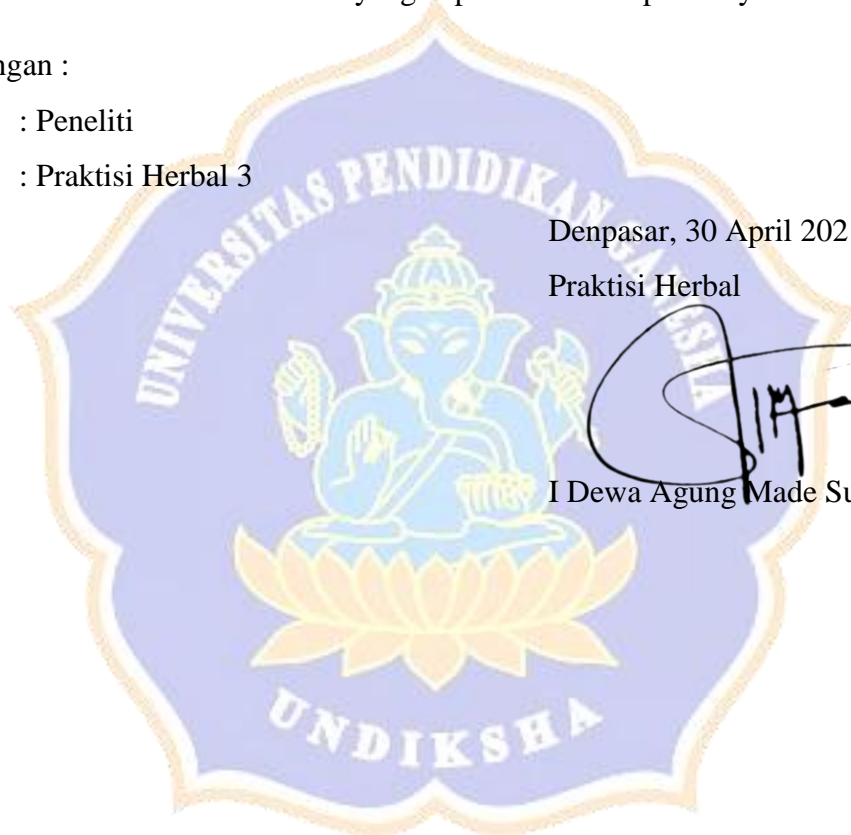 ngan :
: Peneliti
: Praktisi Herbal 3
UNIVERSITAS PENDIDIKAN GANESHA
Denpasar, 30 April 202
Praktisi Herbal
I Dewa Agung Made Su
UNDIKSHA